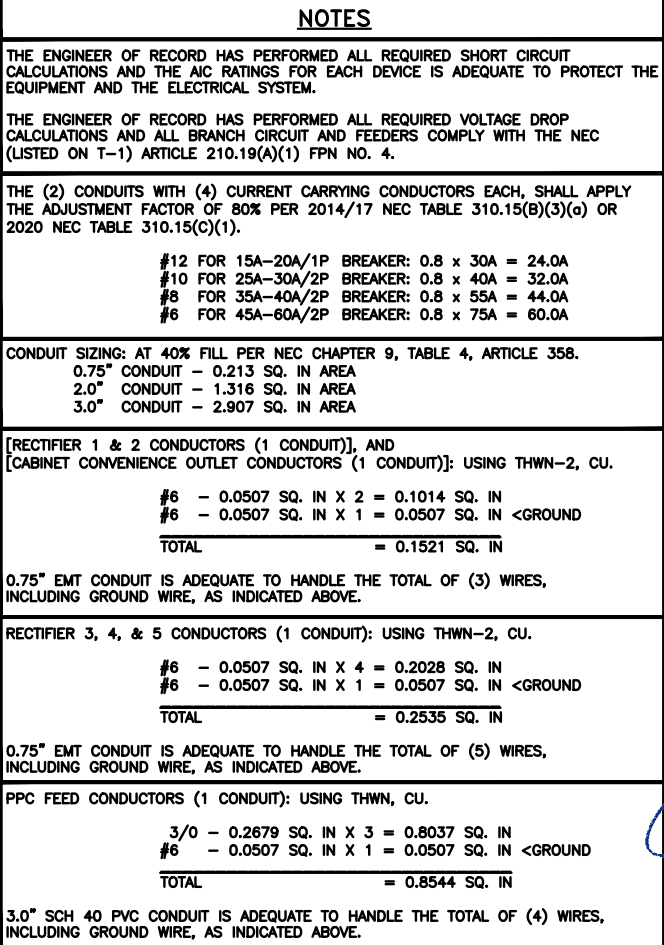 NOTES
THE ENGINEER OF RECORD HAS PERFORMED ALL REQUIRED SHORT CIRCUIT
CALCULATIONS AND THE AIC RATINGS FOR EACH DEVICE IS ADEQUATE TO PROTECT THE
EQUIPMENT AND THE ELECTRICAL SYSTEM.
THE ENGINEER OF RECORD HAS PERFORMED ALL REQUIRED VOLTAGE DROP
CALCULATIONS AND ALL BRANCH CIRCUIT AND FEEDERS COMPLY WITH THE NEC
(LISTED ON T-1) ARTICLE 210.19(A)(1) FPN NO. 4.
THE (2) CONDUITS WITH (4) CURRENT CARRYING CONDUCTORS EACH, SHALL APPLY
THE ADJUSTMENT FACTOR OF 80% PER 2014/17 NEC TABLE 310.15(B)(3)(a) OR
2020 NEC TABLE 310.15(C)(1).
#12 FOR 15A-20A/1P BREAKER: 0.8 x 30A = 24.0A
#10 FOR 25A-30A/2P BREAKER: 0.8 x 40A = 32.0A
#8 FOR 35A-40A/2P BREAKER: 0.8 x 55A = 44.0A
#6 FOR 45A-60A/2P BREAKER: 0.8 x 75A = 60.0A
CONDUIT SIZING: AT 40% FILL PER NEC CHAPTER 9, TABLE 4, ARTICLE 358.
0.75" CONDUIT - 0.213 SQ. IN AREA
2.0" CONDUIT - 1.316 SQ. IN AREA
3.0" CONDUIT - 2.907 SQ. IN AREA
[RECTIFIER 1 & 2 CONDUCTORS (1 CONDUIT)], AND
[CABINET CONVENIENCE OUTLET CONDUCTORS (1 CONDUIT)]: USING THWN-2, CU.
#6 - 0.0507 SQ. IN X 2 = 0.1014 SQ. IN
#6 - 0.0507 SQ. IN X 1 = 0.0507 SQ. IN <GROUND
TOTAL = 0.1521 SQ. IN
0.75" EMT CONDUIT IS ADEQUATE TO HANDLE THE TOTAL OF (3) WIRES,
INCLUDING GROUND WIRE, AS INDICATED ABOVE.
RECTIFIER 3, 4, & 5 CONDUCTORS (1 CONDUIT): USING THWN-2, CU.
#6 - 0.0507 SQ. IN X 4 = 0.2028 SQ. IN
#6 - 0.0507 SQ. IN X 1 = 0.0507 SQ. IN <GROUND
TOTAL = 0.2535 SQ. IN
0.75" EMT CONDUIT IS ADEQUATE TO HANDLE THE TOTAL OF (5) WIRES,
INCLUDING GROUND WIRE, AS INDICATED ABOVE.
PPC FEED CONDUCTORS (1 CONDUIT): USING THWN, CU.
3/0 - 0.2679 SQ. IN X 3 = 0.8037 SQ. IN
#6 - 0.0507 SQ. IN X 1 = 0.0507 SQ. IN <GROUND
TOTAL = 0.8544 SQ. IN
3.0" SCH 40 PVC CONDUIT IS ADEQUATE TO HANDLE THE TOTAL OF (4) WIRES,
INCLUDING GROUND WIRE, AS INDICATED ABOVE.